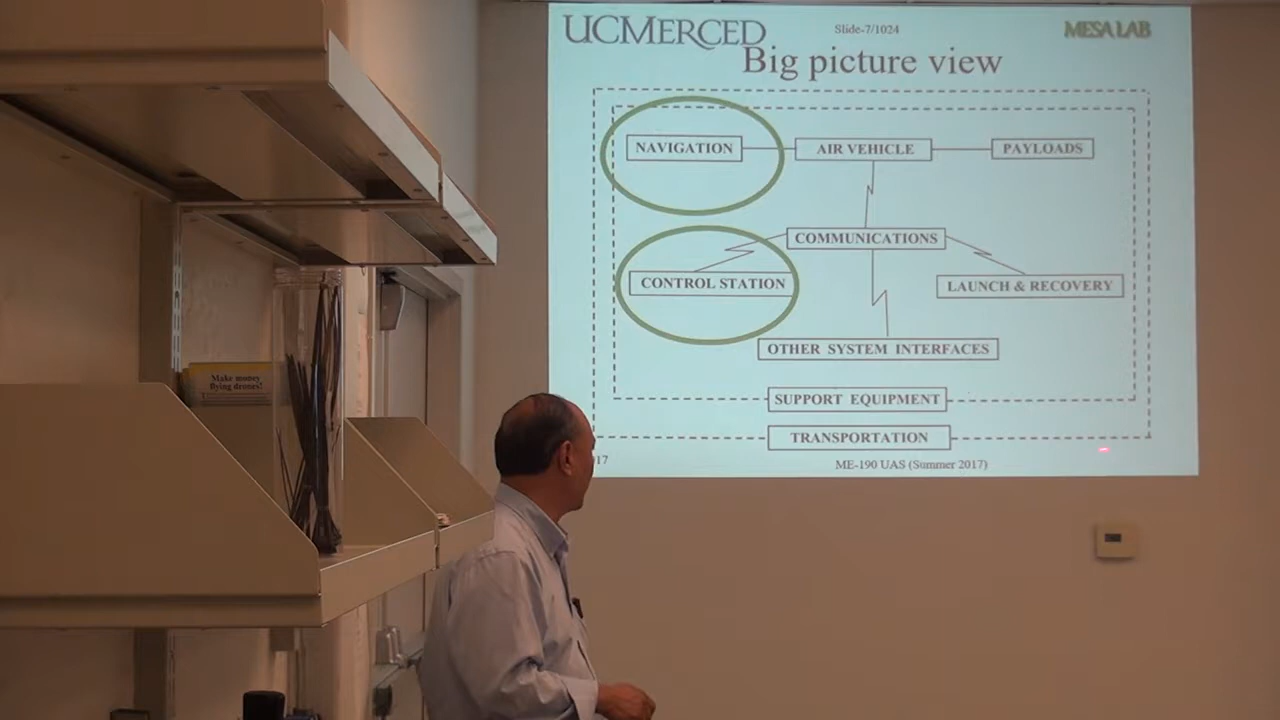 UCMERCED
Slide-7/1024
MESA LAB
Big picture view
NAVIGATION
AIR VEHICLE
PAYLOADS
COMMUNICATIONS
CONTROL STATION
LAUNCH & RECOVERY
OTHER SYSTEM INTERFACES
SUPPORT EQUIPMENT
TRANSPORTATION
17
ME-190 UAS (Summer 2017)
Make money
flying drones!